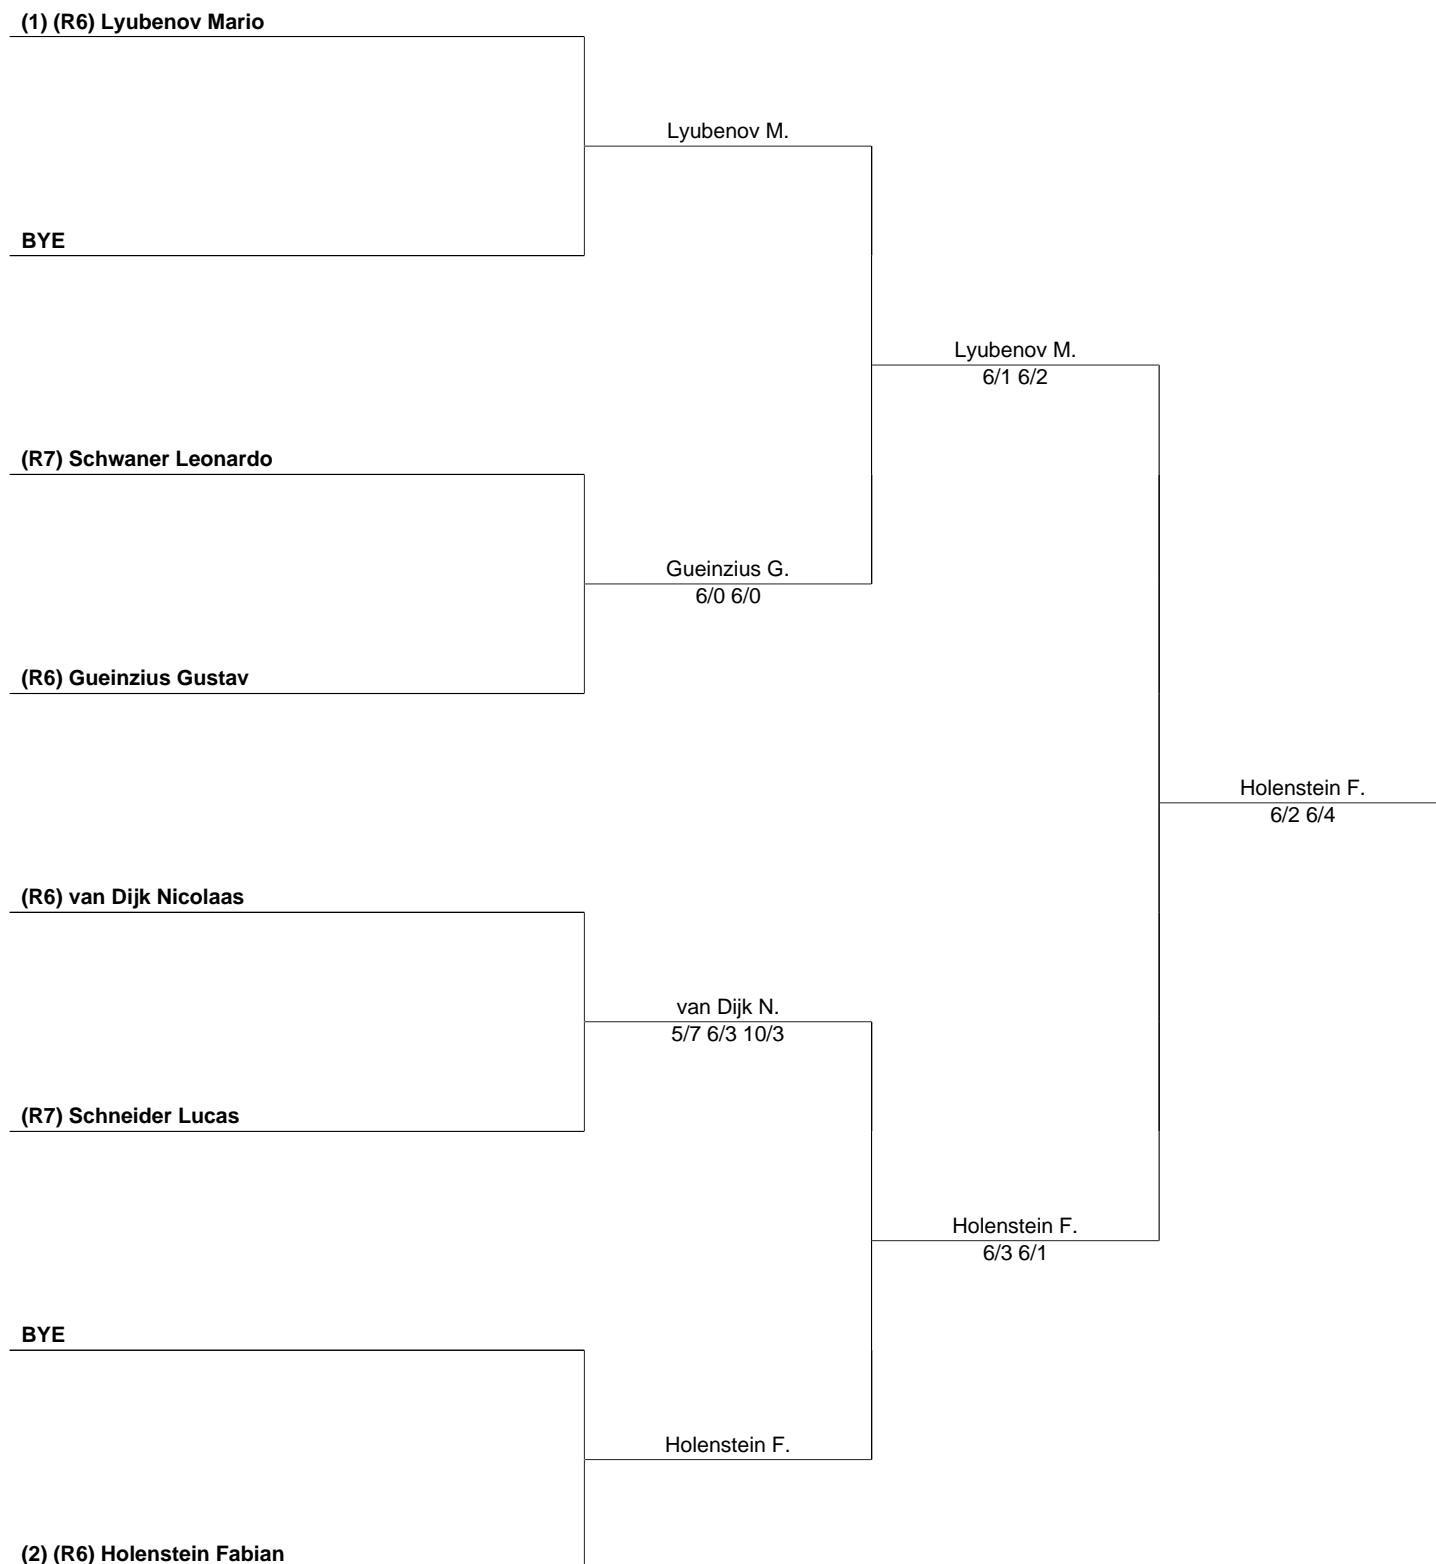 (1) (R6) Lyubenov Mario
Lyubenov M.
BYE
Lyubenov M.
6/1 6/2
(R7) Schwaner Leonardo
Gueinzius G.
6/0 6/0
(R6) Gueinzius Gustav
Holenstein F.
6/2 6/4
(R6) van Dijk Nicolaas
van Dijk N.
5/7 6/3 10/3
(R7) Schneider Lucas
Holenstein F.
6/3 6/1
BYE
Holenstein F.
(2) (R6) Holenstein Fabian